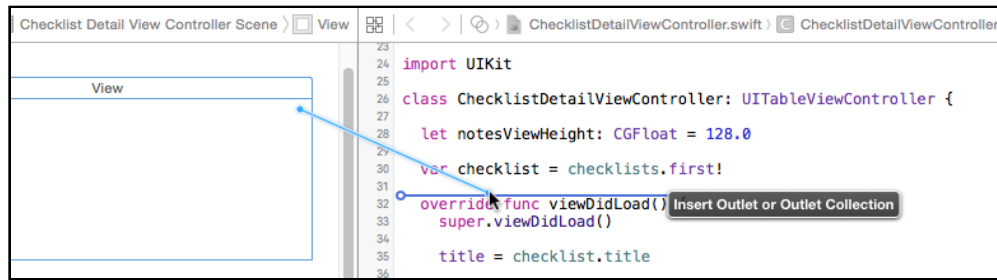 Checklist Detail View Controller Scene View
ChecklistDetailViewController.swift ChecklistDetailViewController
View
23
24 import UIKit
25
26 class ChecklistDetailViewController: UITableViewController {
27
28 let notesViewHeight: CGFloat = 128.0
29
30 var checklist = checklists.first!
31
32 override func viewDidLoad()
Insert Outlet or Outlet Collection
33 super.viewDidLoad()
34
35 title = checklist.title
36